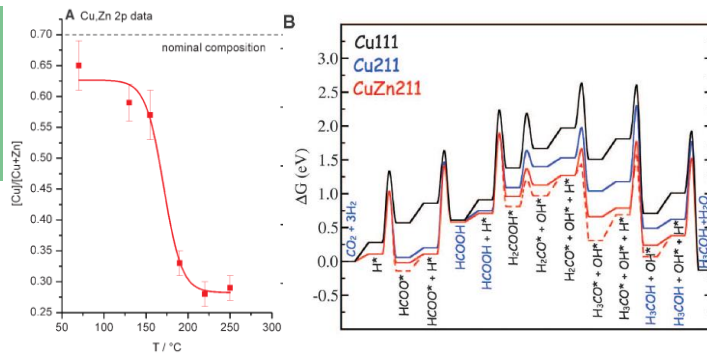 A Cu,Zn 2p data
nominal composition
0.70
0.65
0.60
0.55
0.50
0.45
0.40
0.35
0.30
0.25
[Cu]/[Cu+Zn]
50
100
150
200
250
300
T / °C
B
Cu111
Cu211
CuZn211
3.0
2.5
2.0
1.5
1.0
0.5
0.0
-0.5
ΔG (eV)
CO₂ + 3H₂
H*
HCOO*
HCOO* + H*
HCOOH
HCOOH + H*
H₂COOH*
H₂CO* + OH*
H₂CO* + OH* + H*
H₃CO* + OH*
H₃CO* + OH* + H*
H₃COH + OH*
H₃COH + OH* + H*
H₃COH + H₂O